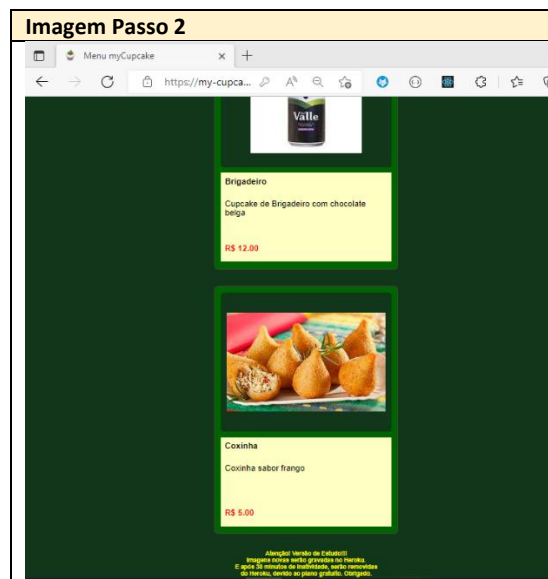 Imagem Passo 2
Menu myCupcake
https://my-cupca...
Valle
Brigadeiro
Cupcake de Brigadeiro com chocolate
belga
R$ 12.00
Coxinha
Coxinha sabor frango
R$ 5.00
Atenção! Versão de Estudo!!!
Imagens novas serão gravadas no Heroku.
E após 30 minutos de inatividade, serão removidas
do Heroku, devido ao plano gratuito. Obrigado.